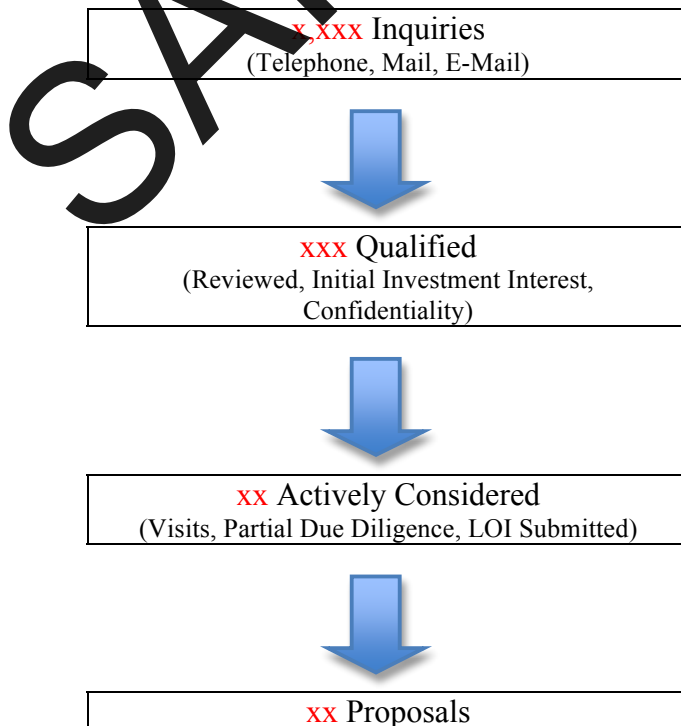 x,xxx Inquiries
(Telephone, Mail, E-Mail)
xxx Qualified
(Reviewed, Initial Investment Interest,
Confidentiality)
xx Actively Considered
(Visits, Partial Due Diligence, LOI Submitted)
xx Proposals